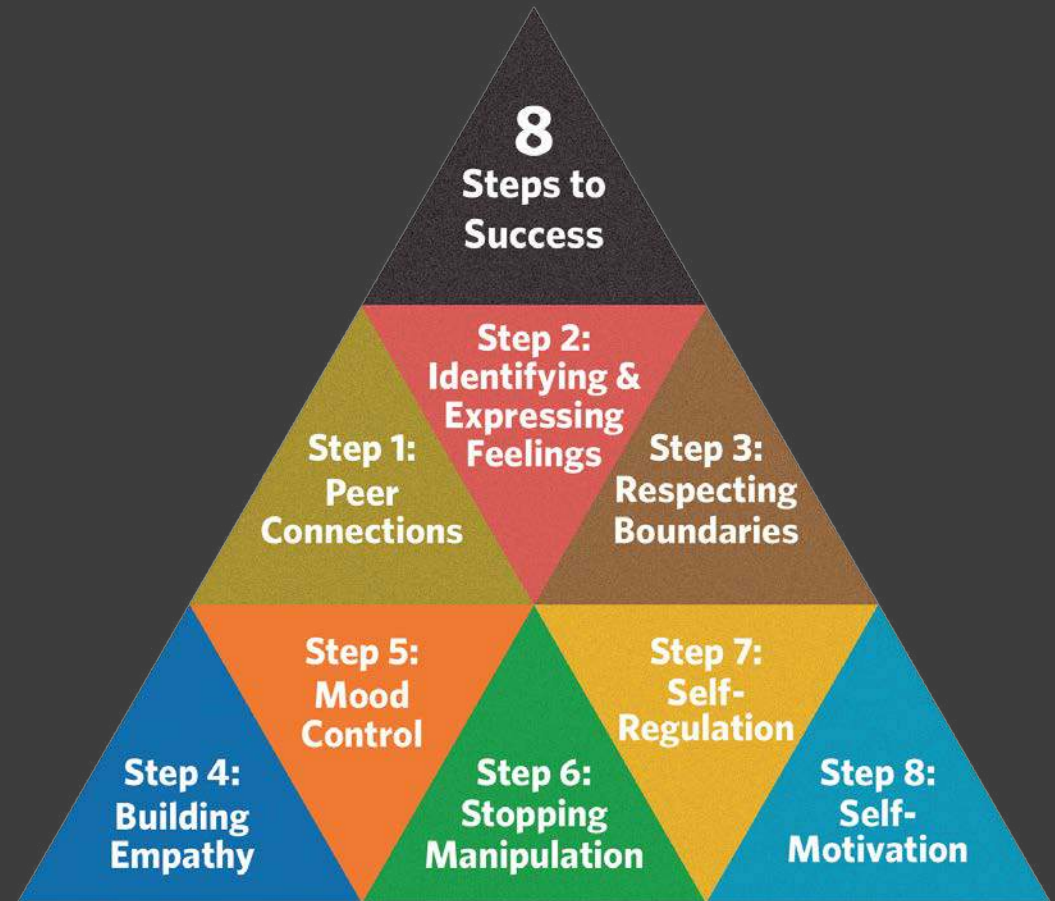 8
Steps to
Success
Step 1:
Peer
Connections
Step 2:
Identifying &
Expressing
Feelings
Step 3:
Respecting
Boundaries
Step 4:
Building
Empathy
Step 5:
Mood
Control
Step 6:
Stopping
Manipulation
Step 7:
Self-
Regulation
Step 8:
Self-
Motivation